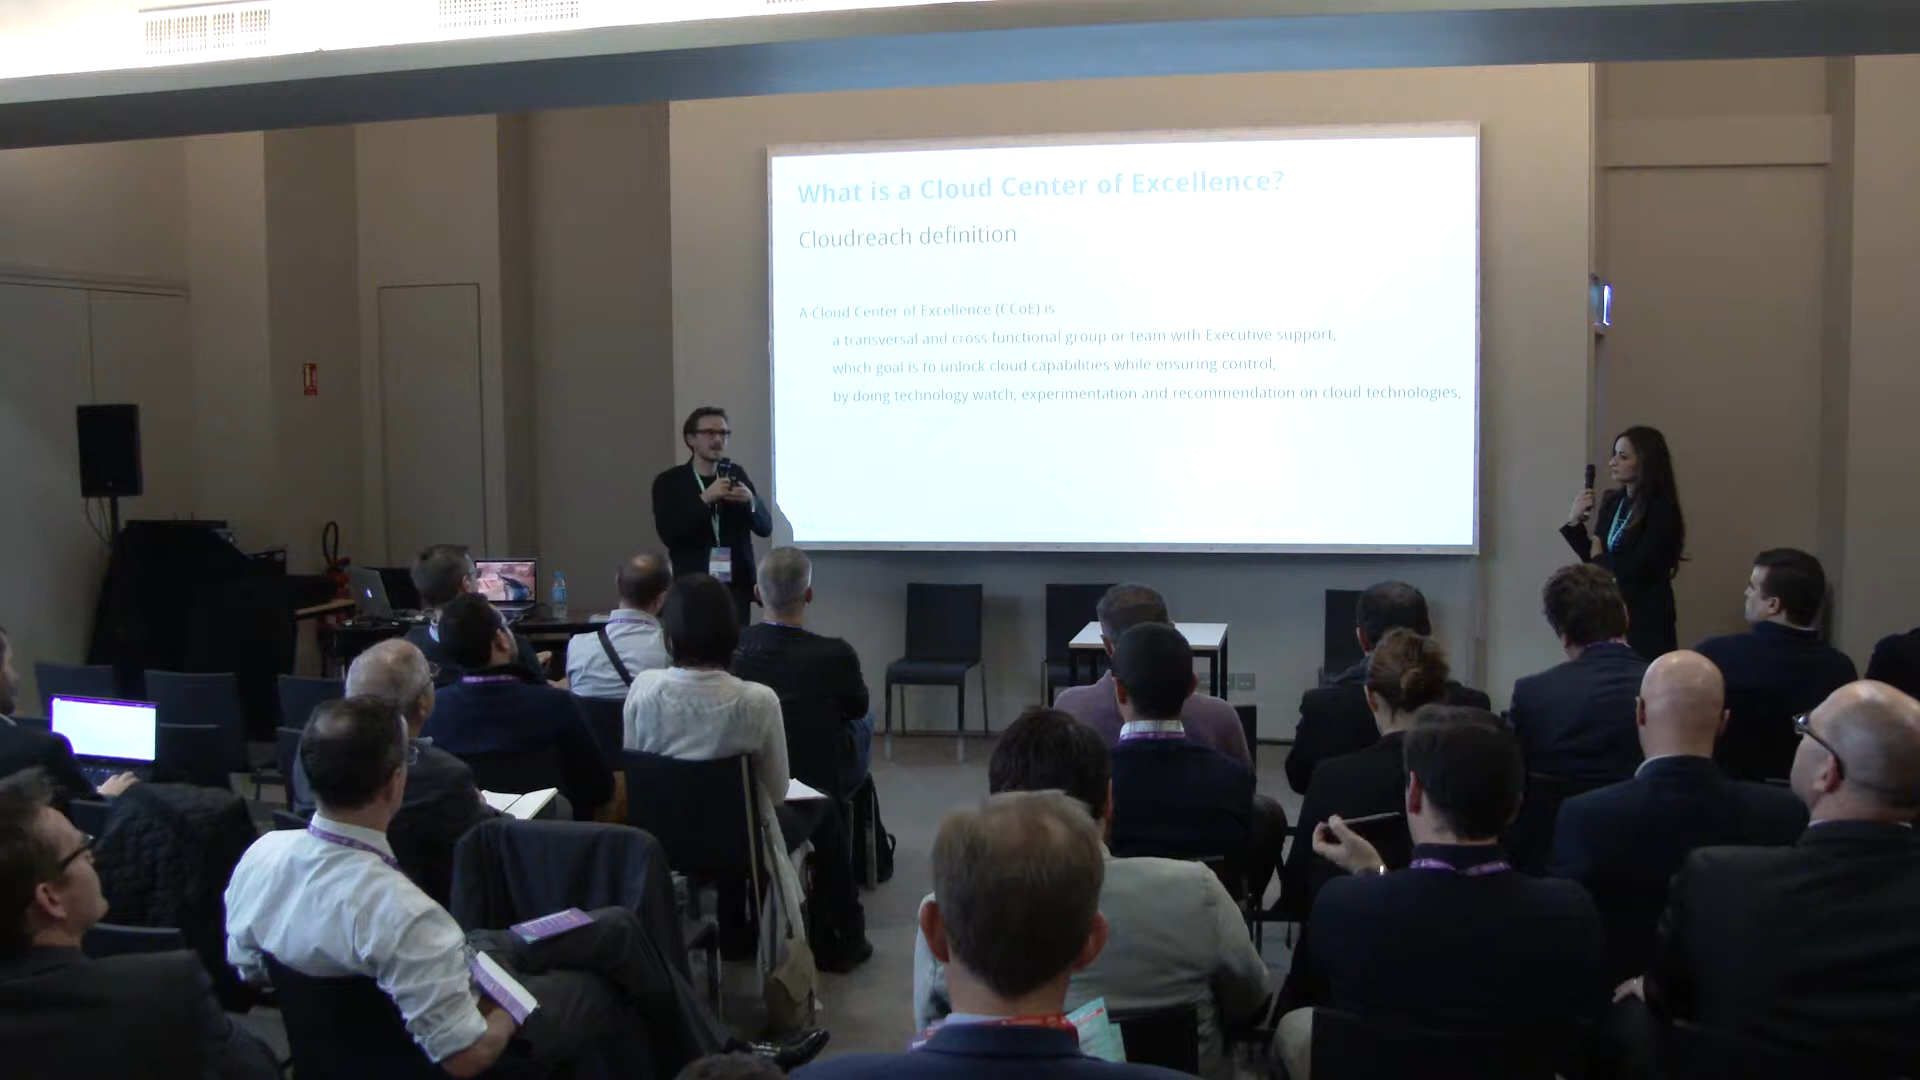 What is a Cloud Center of Excellence?
Cloudreach definition
A Cloud Center of Excellence (CCoE) is
a transversal and cross functional group or team with Executive support,
which goal is to unlock cloud capabilities while ensuring control,
by doing technology watch, experimentation and recommendation on cloud technologies,